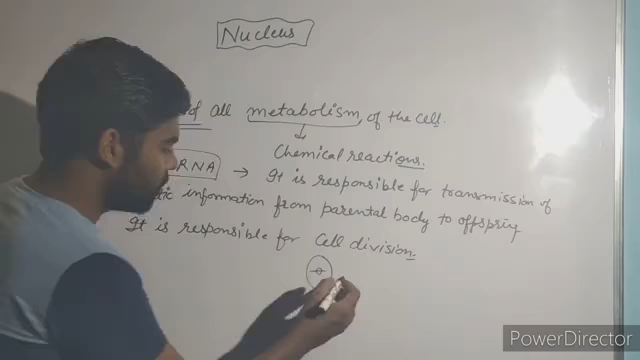 Nucleus
of all metabolism of the cell.
Chemical reactions.
RNA → It is responsible for transmission of
information from parental body to offspring
It is responsible for Cell division.
PowerDirector